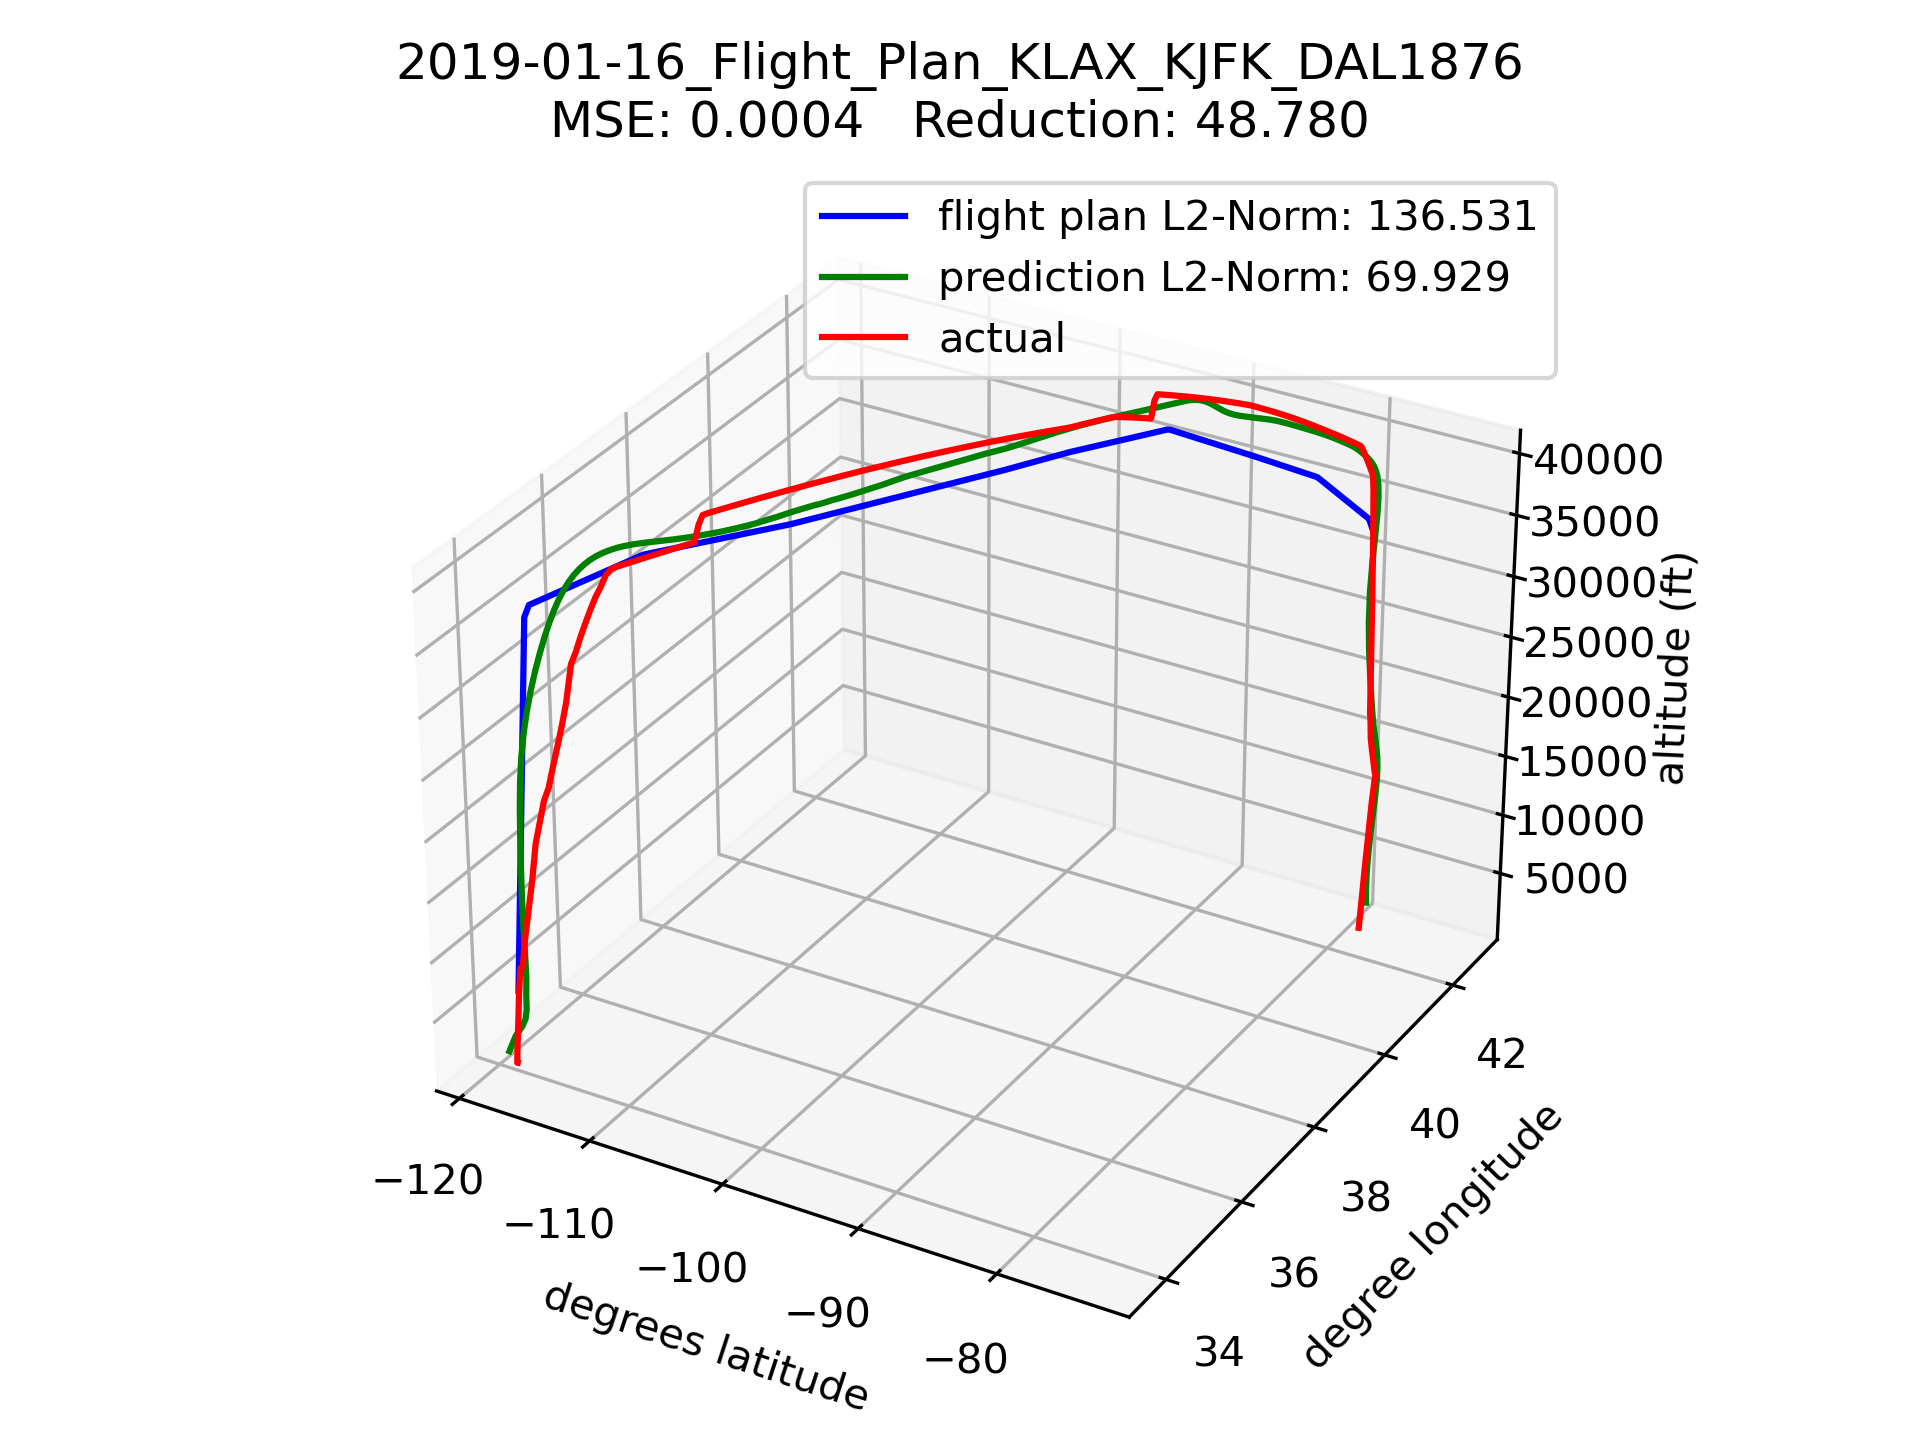 2019-01-16_Flight_Plan_KLAX_KJFK_DAL1876
MSE: 0.0004   Reduction: 48.780
flight plan L2-Norm: 136.531
prediction L2-Norm: 69.929
actual
40000
35000
30000
25000
20000
15000
10000
5000
altitude (ft)
−120
−110
−100
−90
−80
degrees latitude
42
40
38
36
34
degree longitude